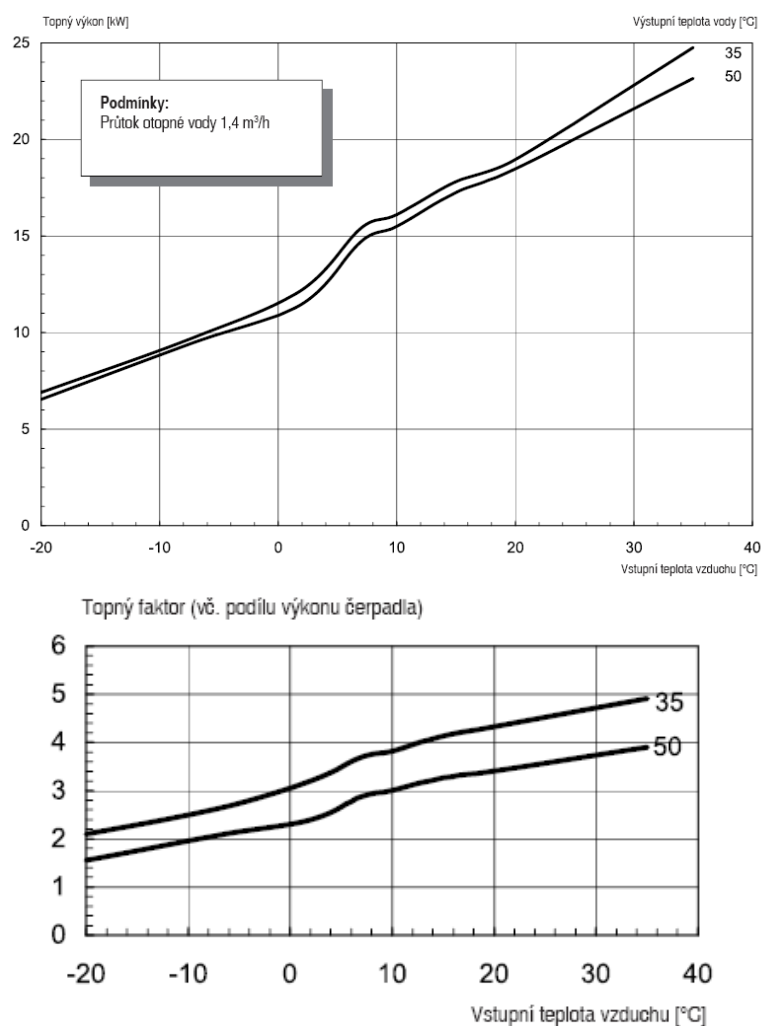 Topný výkon [kW]
Výstupní teplota vody [°C]
25
35
50
Podmínky:
Průtok otopné vody 1,4 m³/h
20
15
10
5
0
-20 -10 0 10 20 30 40
Vstupní teplota vzduchu [°C]
Topný faktor (vč. podílu výkonu čerpadla)
6
5
35
4
50
3
2
1
0
-20 -10 0 10 20 30 40
Vstupní teplota vzduchu [°C]